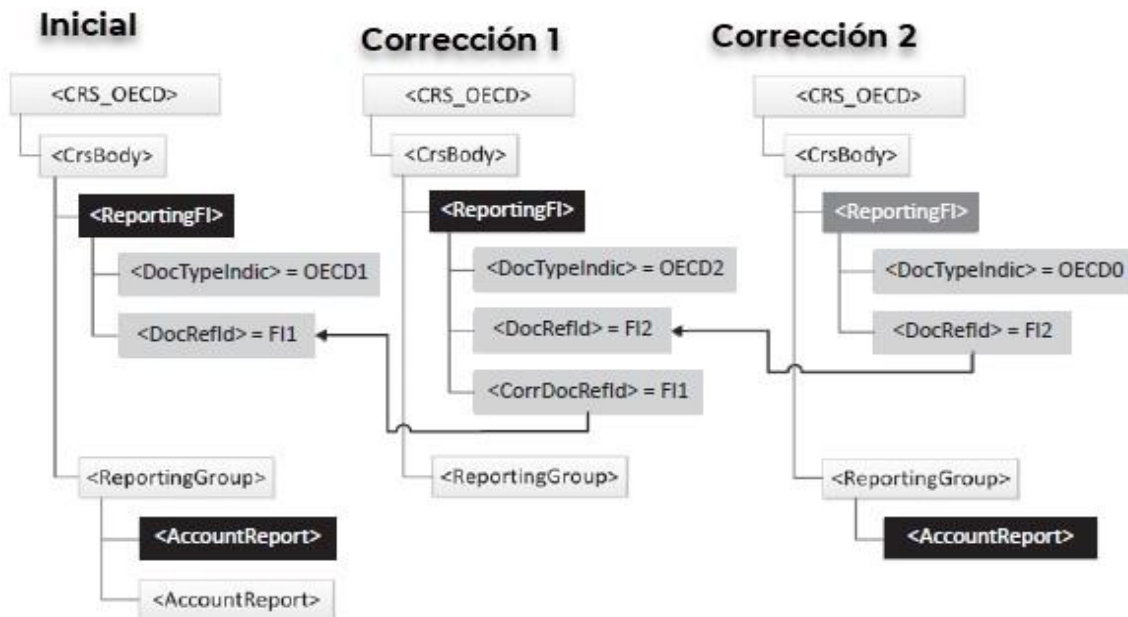 Inicial
<CRS_OECD>
<CrsBody>
<ReportingFI>
<DocTypeIndic> = OECD1
<DocRefId> = FI1
<ReportingGroup>
<AccountReport>
<AccountReport>
Corrección 1
<CRS_OECD>
<CrsBody>
<ReportingFI>
<DocTypeIndic> = OECD2
<DocRefId> = FI2
<CorrDocRefId> = FI1
<ReportingGroup>
Corrección 2
<CRS_OECD>
<CrsBody>
<ReportingFI>
<DocTypeIndic> = OECD0
<DocRefId> = FI2
<ReportingGroup>
<AccountReport>